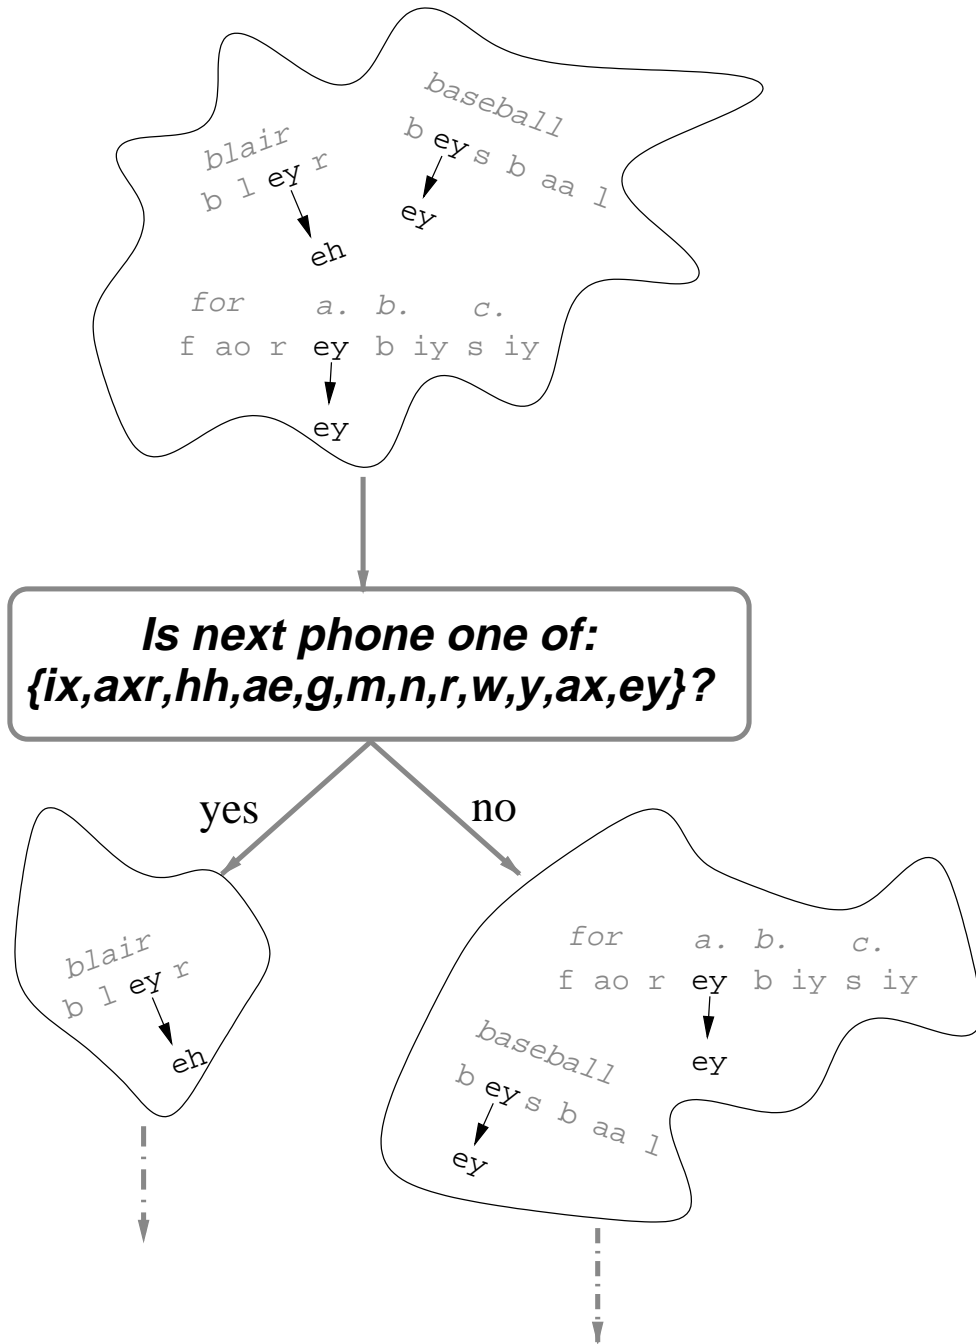 baseball
b ey s b aa l
ey
blair
b l ey r
eh
for a. b. c.
f ao r ey b iy s iy
ey
Is next phone one of:
{ix,axr,hh,ae,g,m,n,r,w,y,ax,ey}?
yes
no
blair
b l ey r
eh
for a. b. c.
f ao r ey b iy s iy
ey
baseball
b ey s b aa l
ey